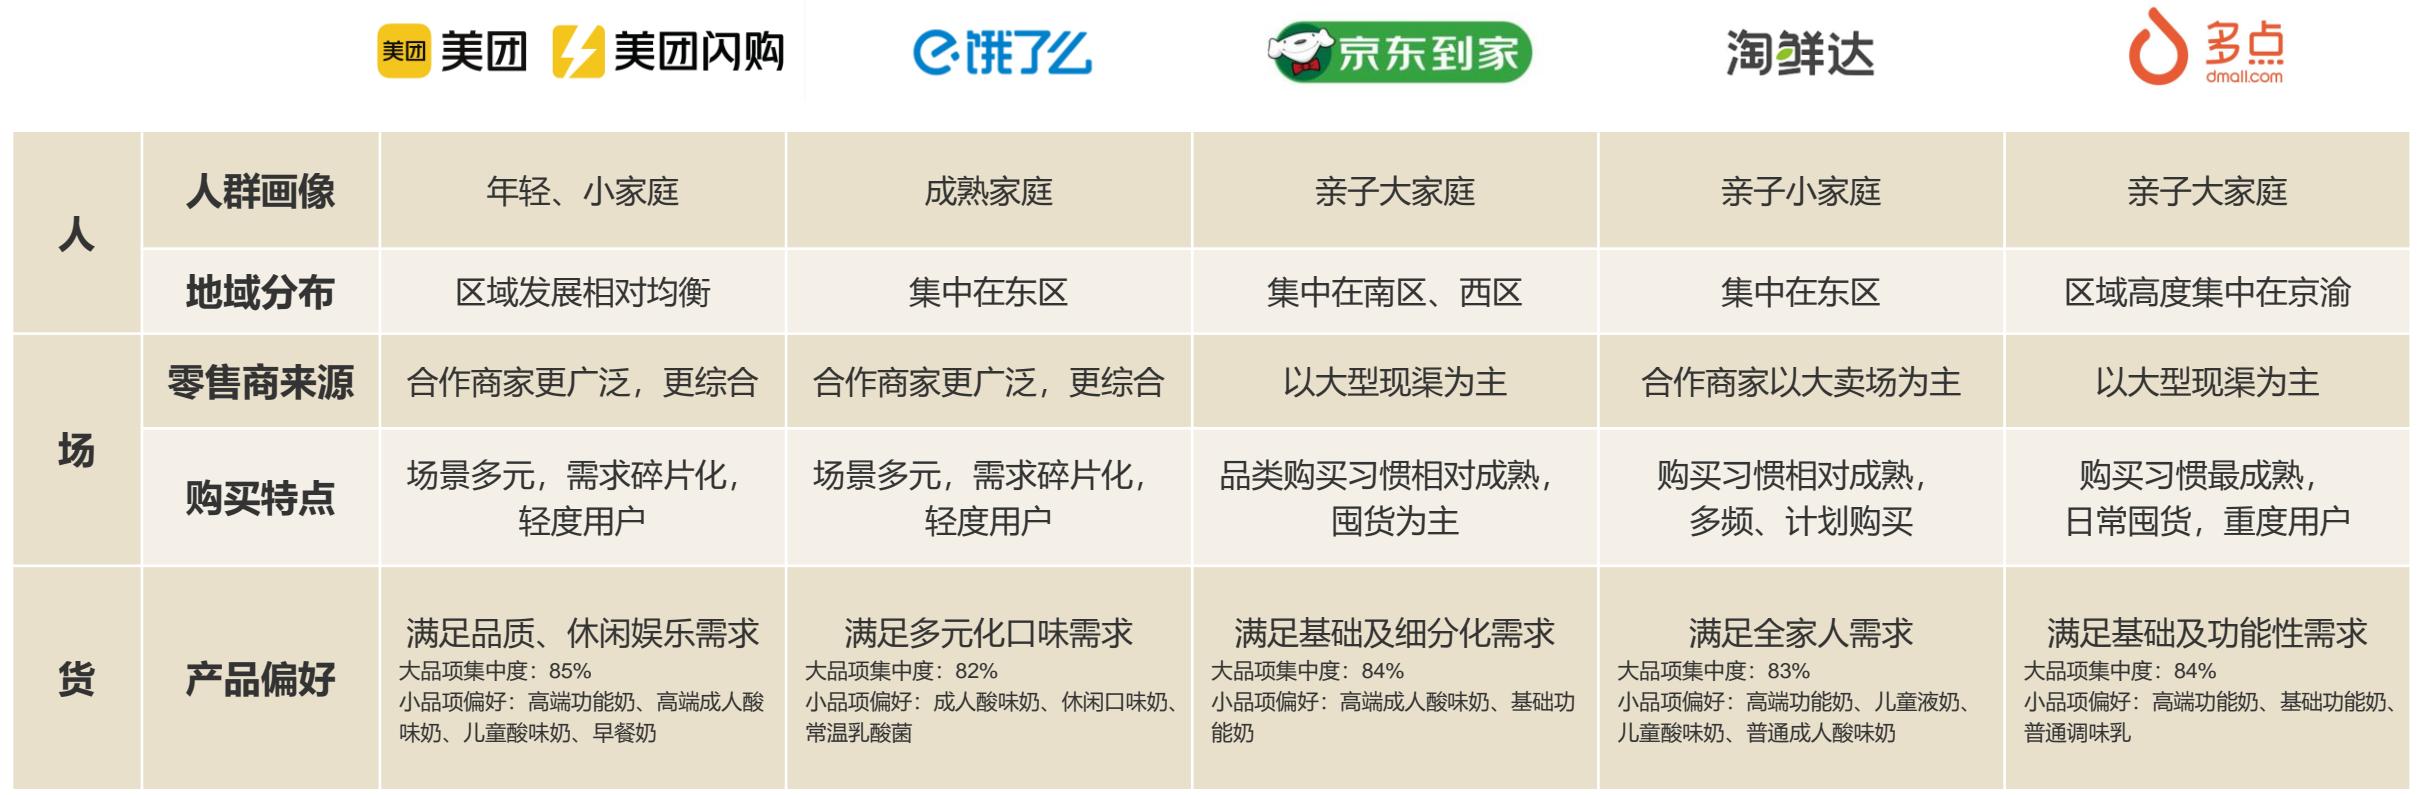 美团 美团 美团闪购 饿了么 京东到家 淘鲜达 多点
dmall.com
人
人群画像 年轻、小家庭 成熟家庭 亲子大家庭 亲子小家庭 亲子大家庭
地域分布 区域发展相对均衡 集中在东区 集中在南区、西区 集中在东区 区域高度集中在京渝
场
零售商来源 合作商家更广泛，更综合 合作商家更广泛，更综合 以大型现渠为主 合作商家以大卖场为主 以大型现渠为主
购买特点
场景多元，需求碎片化，
轻度用户
场景多元，需求碎片化，
轻度用户
品类购买习惯相对成熟，
囤货为主
购买习惯相对成熟，
多频、计划购买
购买习惯最成熟，
日常囤货，重度用户
货
产品偏好
满足品质、休闲娱乐需求
大品项集中度：85%
小品项偏好：高端功能奶、高端成人酸
味奶、儿童酸味奶、早餐奶
满足多元化口味需求
大品项集中度：82%
小品项偏好：成人酸味奶、休闲口味奶、
常温乳酸菌
满足基础及细分化需求
大品项集中度：84%
小品项偏好：高端成人酸味奶、基础功
能奶
满足全家人需求
大品项集中度：83%
小品项偏好：高端功能奶、儿童液奶、
儿童酸味奶、普通成人酸味奶
满足基础及功能性需求
大品项集中度：84%
小品项偏好：高端功能奶、基础功能奶、
普通调味乳